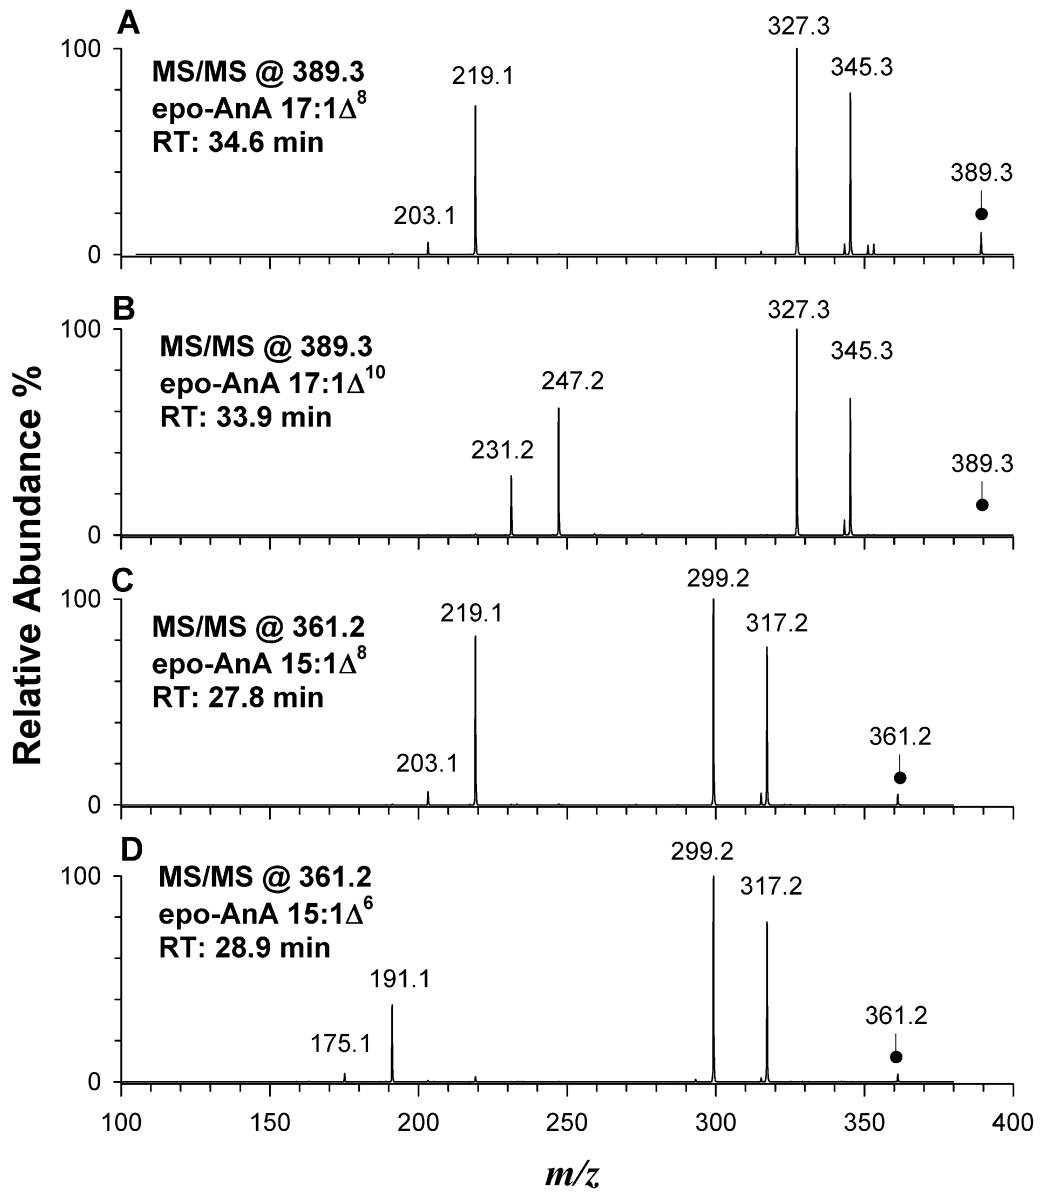 Relative Abundance %
A
100
0
MS/MS @ 389.3
epo-AnA 17:1Δ8
RT: 34.6 min
203.1
219.1
327.3
345.3
389.3
B
100
0
MS/MS @ 389.3
epo-AnA 17:1Δ10
RT: 33.9 min
231.2
247.2
327.3
345.3
389.3
C
100
0
MS/MS @ 361.2
epo-AnA 15:1Δ8
RT: 27.8 min
203.1
219.1
299.2
317.2
361.2
D
100
0
MS/MS @ 361.2
epo-AnA 15:1Δ6
RT: 28.9 min
175.1
191.1
299.2
317.2
361.2
100 150 200 250 300 350 400
m/z